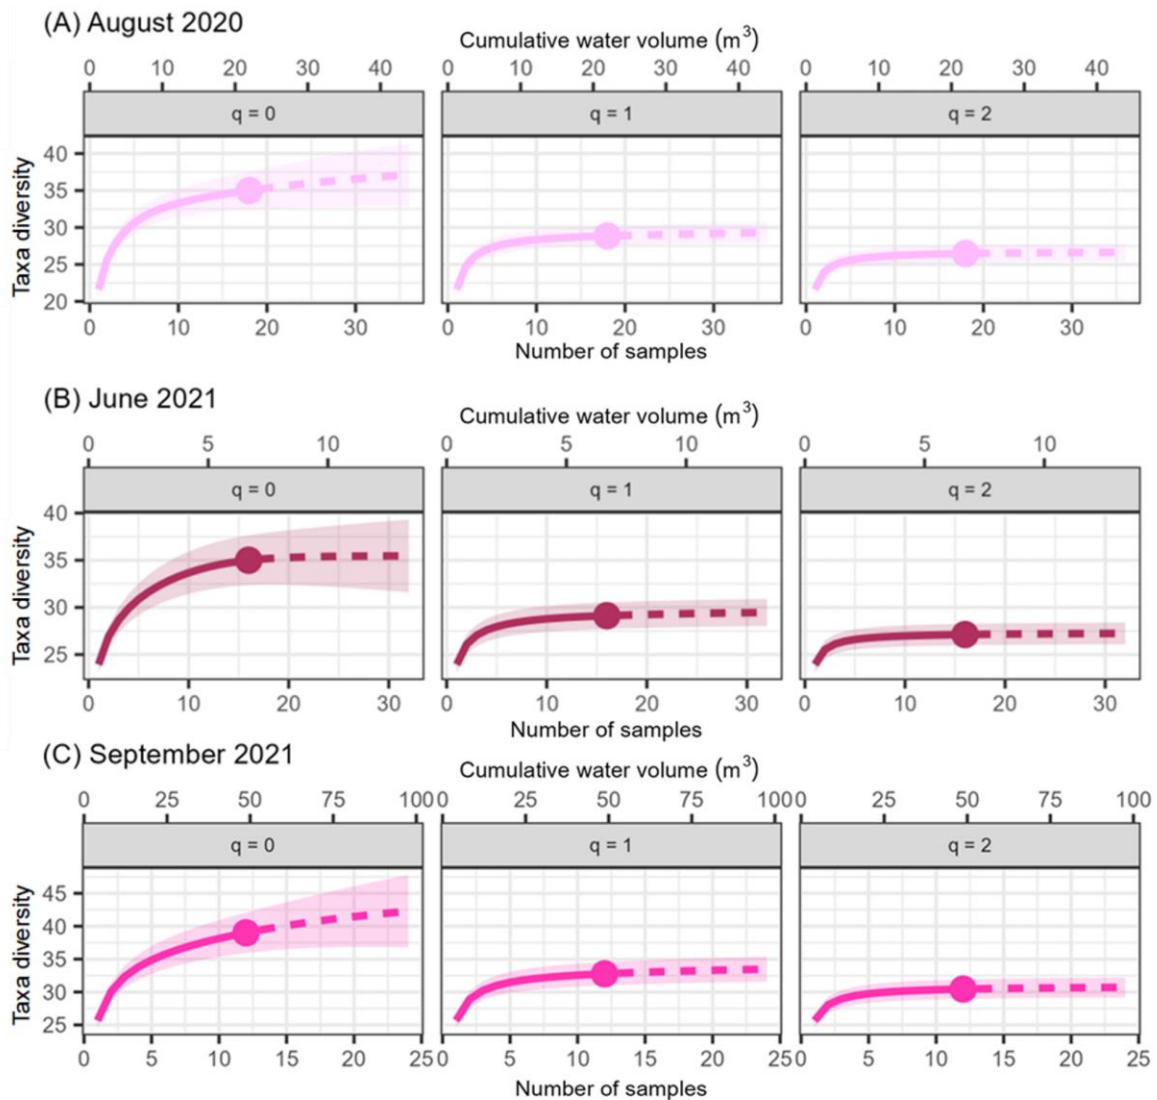 (A) August 2020
Cumulative water volume (m³)
0 10 20 30 40 0 10 20 30 40 0 10 20 30 40
q = 0 q = 1 q = 2
Taxa diversity
40
35
30
25
20
0 10 20 30 0 10 20 30 0 10 20 30
Number of samples
(B) June 2021
Cumulative water volume (m³)
0 5 10 0 5 10 0 5 10
q = 0 q = 1 q = 2
Taxa diversity
40
35
30
25
0 10 20 30 0 10 20 30 0 10 20 30
Number of samples
(C) September 2021
Cumulative water volume (m³)
0 25 50 75 100 0 25 50 75 100 0 25 50 75 100
q = 0 q = 1 q = 2
Taxa diversity
45
40
35
30
25
0 5 10 15 20 25 0 5 10 15 20 25 0 5 10 15 20 25
Number of samples